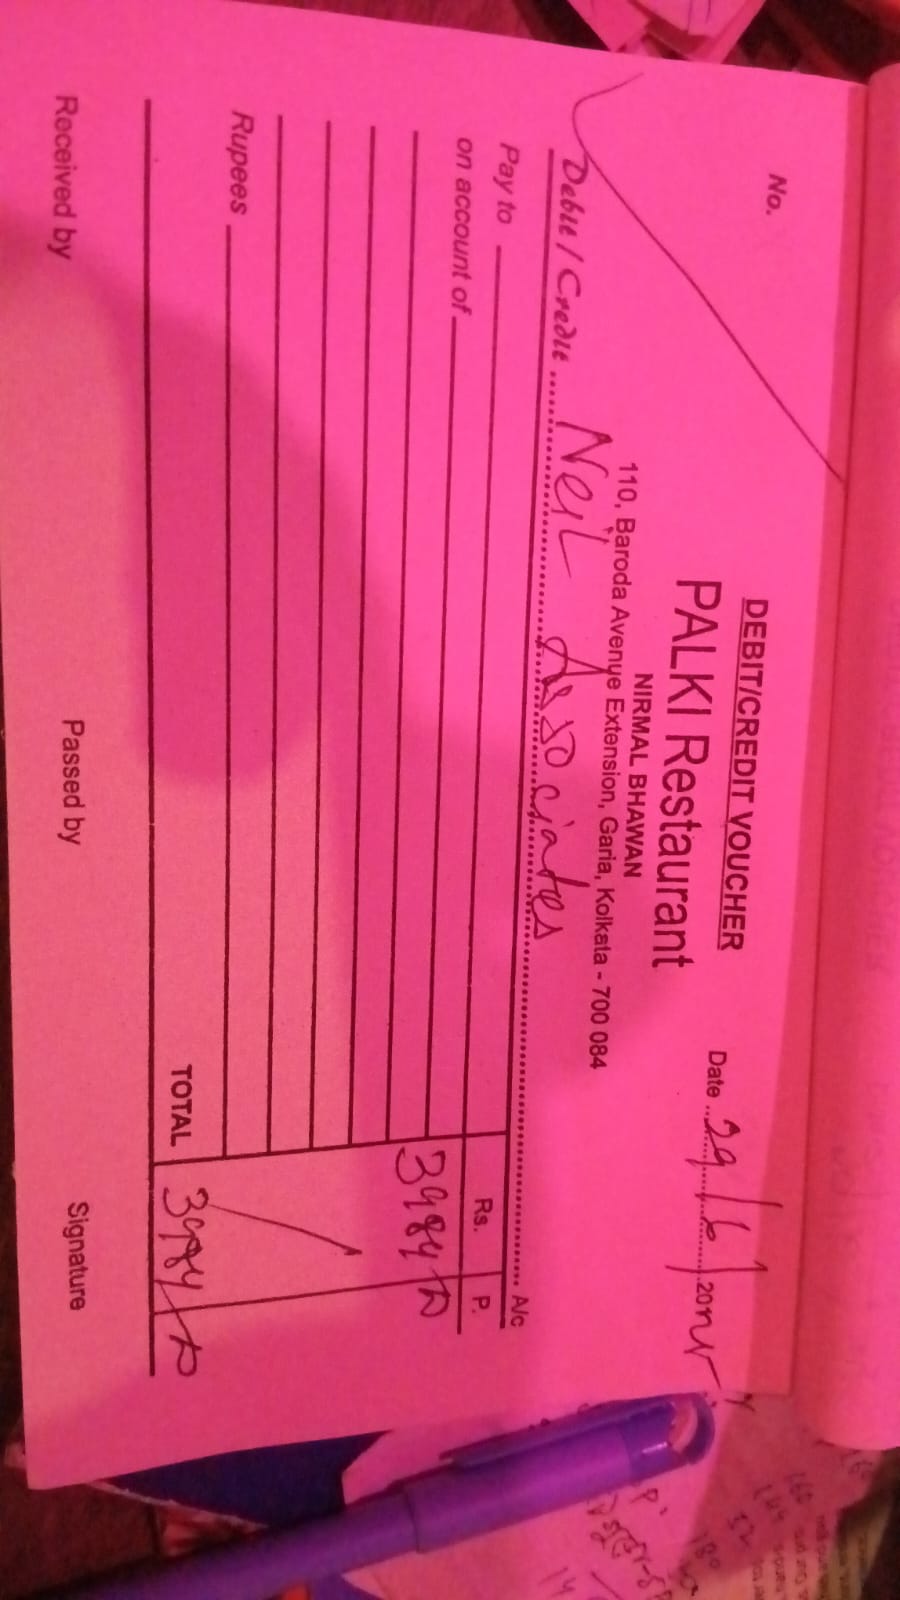 DEBIT/CREDIT VOUCHER
No.
PALKI Restaurant
Date 29/6/20
NIRMAL BHAWAN
110, Baroda Avenue Extension, Garia, Kolkata - 700 084
Debit / Credit Neil Associates A/c
Pay to
Rs. P.
on account of
3984
Rupees
TOTAL 3984
Received by
Passed by
Signature